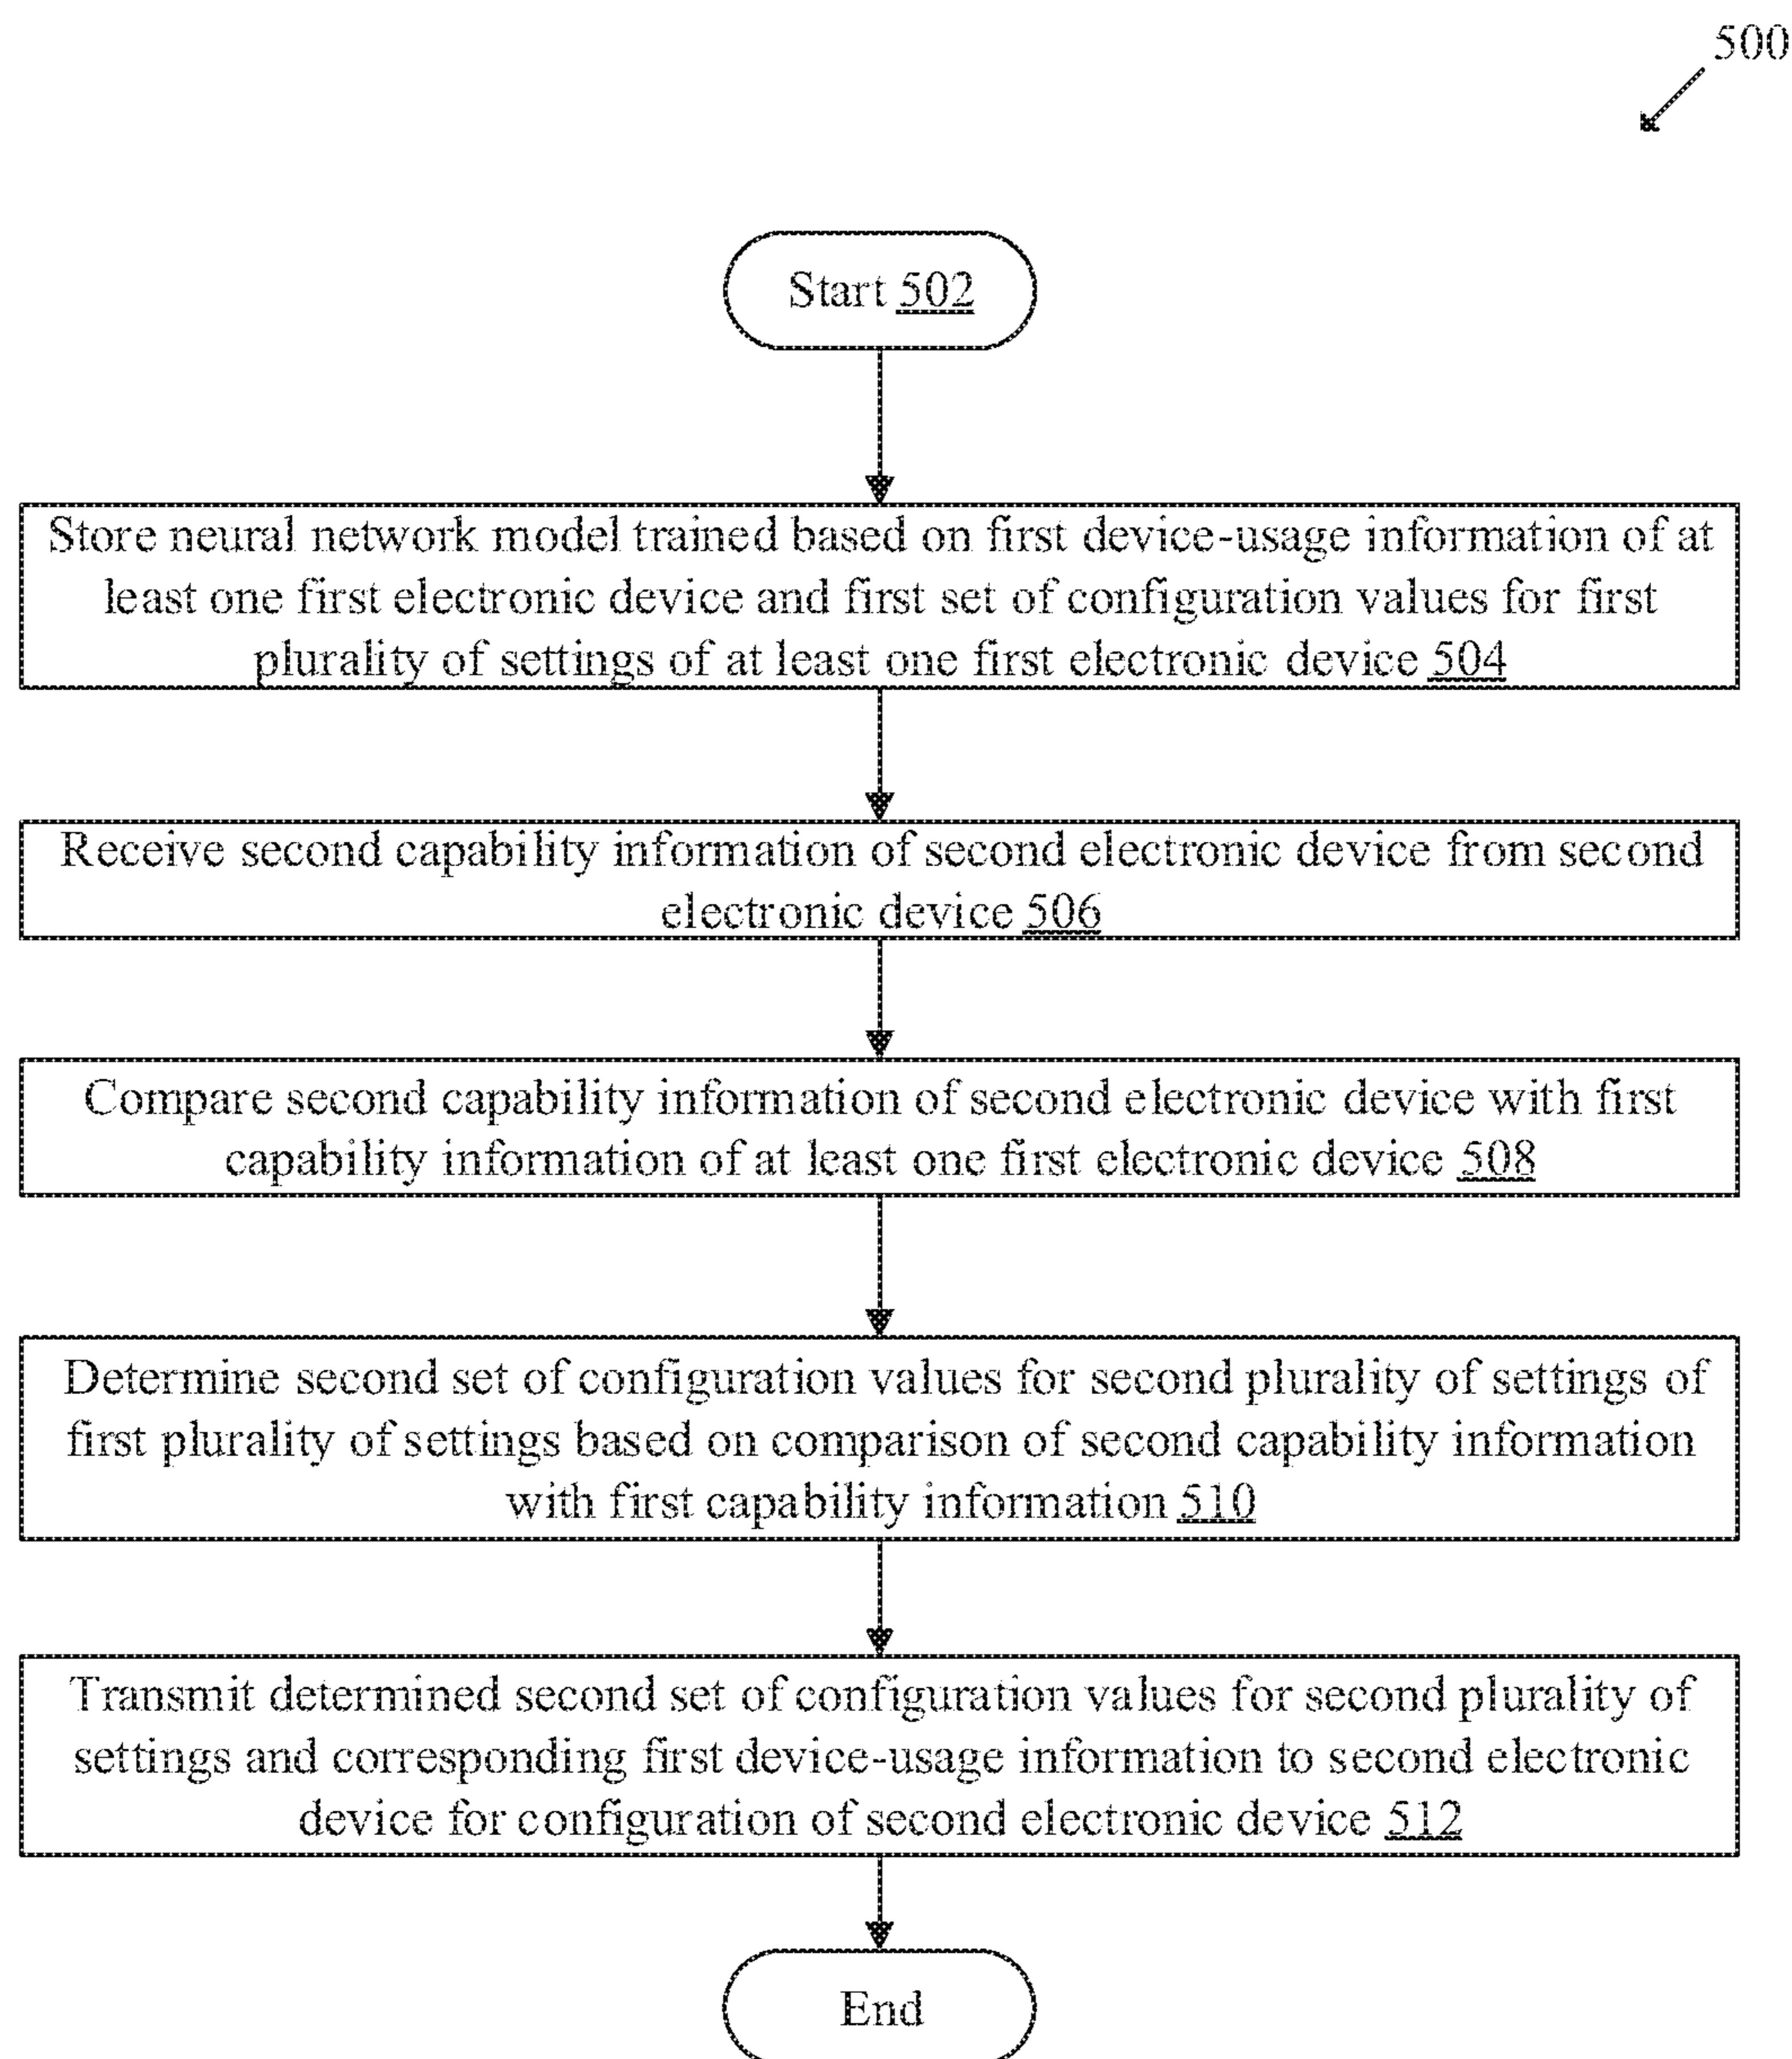 500
Start 502
Store neural network model trained based on first device-usage information of at
least one first electronic device and first set of configuration values for first
plurality of settings of at least one first electronic device 504
Receive second capability information of second electronic device from second
electronic device 506
Compare second capability information of second electronic device with first
capability information of at least one first electronic device 508
Determine second set of configuration values for second plurality of settings of
first plurality of settings based on comparison of second capability information
with first capability information 510
Transmit determined second set of configuration values for second plurality of
settings and corresponding first device-usage information to second electronic
device for configuration of second electronic device 512
End